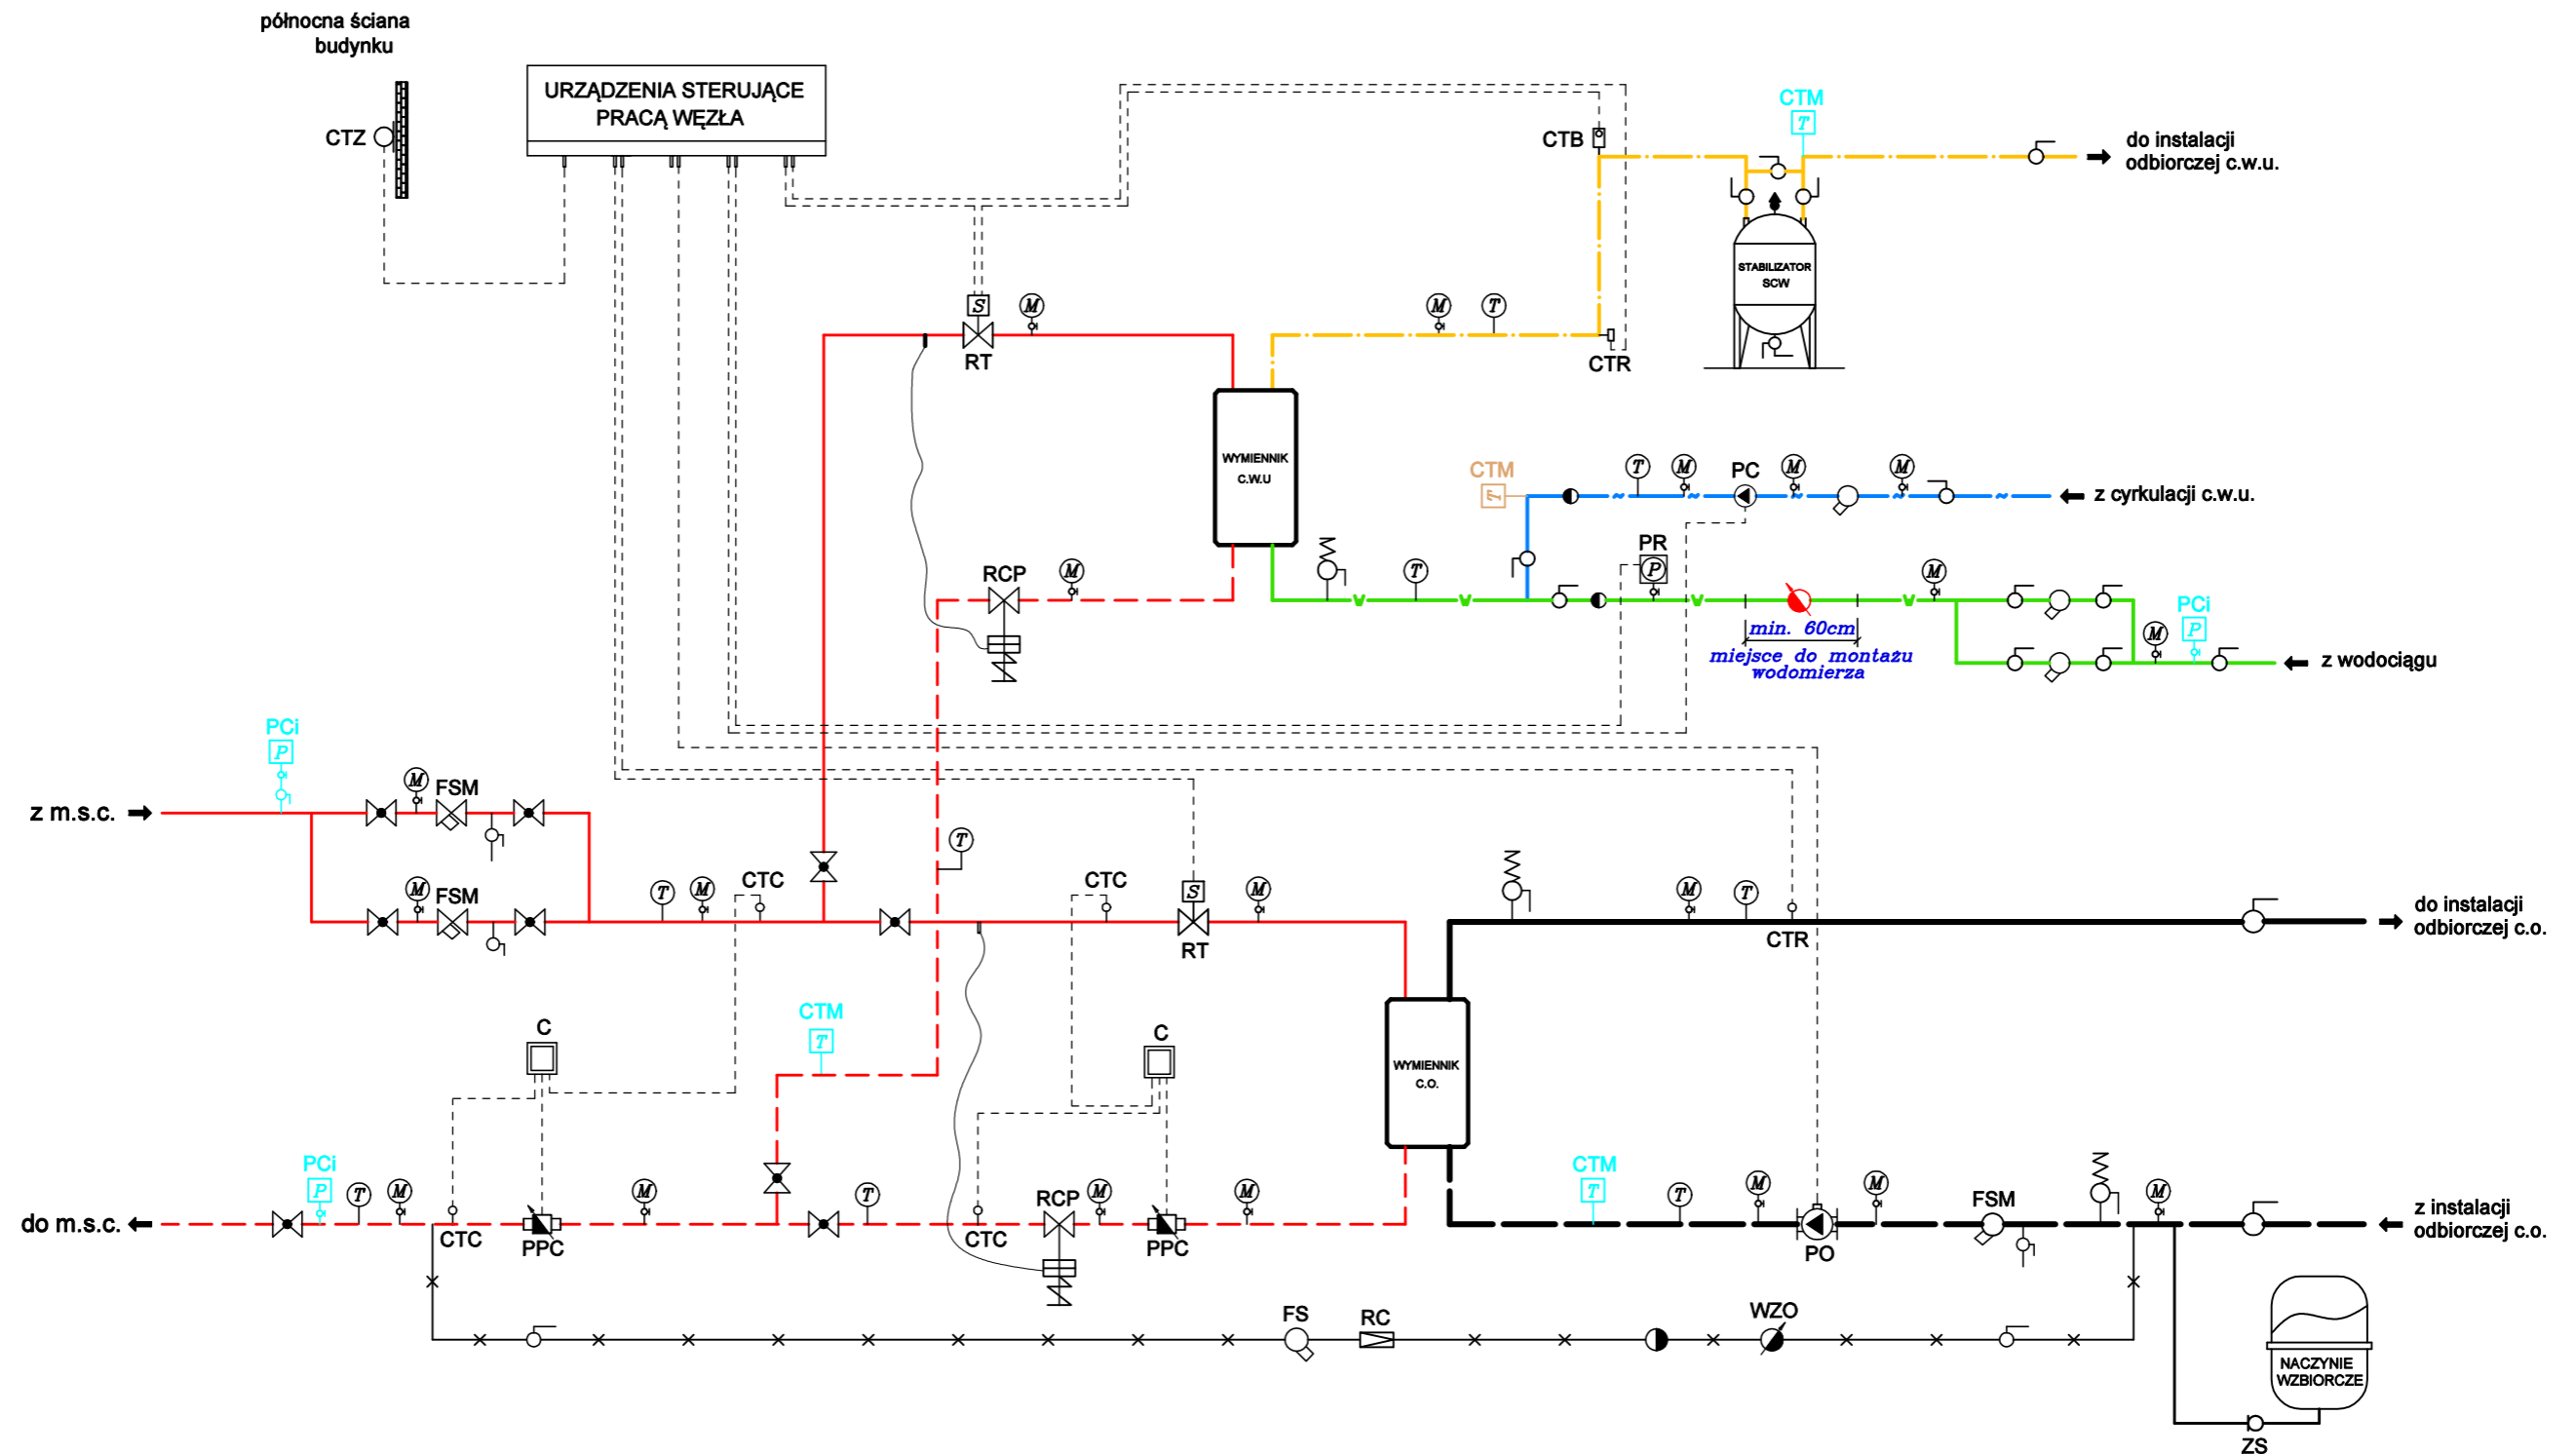 północna ściana
budynku
URZĄDZENIA STERUJĄCE
PRACĄ WĘZŁA
CTM
T
CTZ
CTB
do instalacji
odbiorczej c.w.u.
STABILIZATOR
SCW
S
M
M
T
RT
CTR
WYMIENNIK
C.W.U
CTM
T
T
M
PC
M
M
z cyrkulacji c.w.u.
RCP
M
T
PR
P
M
PCi
P
M
min. 60cm
miejsce do montażu
wodomierza
z wodociągu
PCi
P
M
FSM
z m.s.c.
T
M
FSM
T
M
CTC
CTC
S
M
RT
M
T
CTR
do instalacji
odbiorczej c.o.
CTM
T
C
C
WYMIENNIK
C.O.
PCi
P
T
M
M
T
RCP
M
M
CTM
T
T
M
M
FSM
M
z instalacji
odbiorczej c.o.
do m.s.c.
CTC
PPC
CTC
PPC
PO
FS
RC
WZO
NACZYNIE
WZBIORCZE
ZS